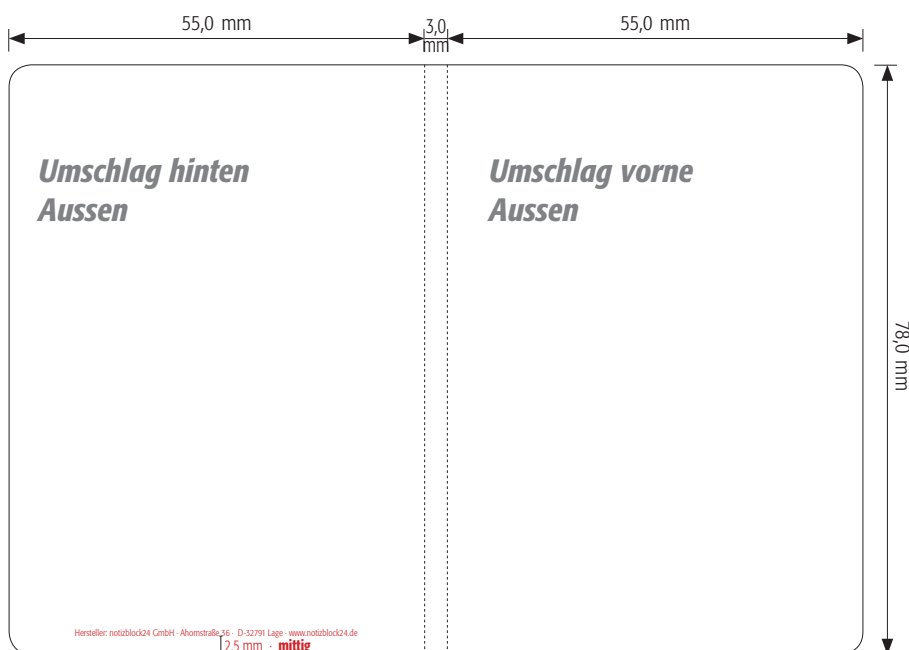 55,0 mm
3,0
mm
55,0 mm
Umschlag hinten
Aussen
Umschlag vorne
Aussen
78,0 mm
Hersteller: notizblock24 GmbH · Ahornstraße 36 · D-32791 Lage · www.notizblock24.de
2,5 mm · mittig